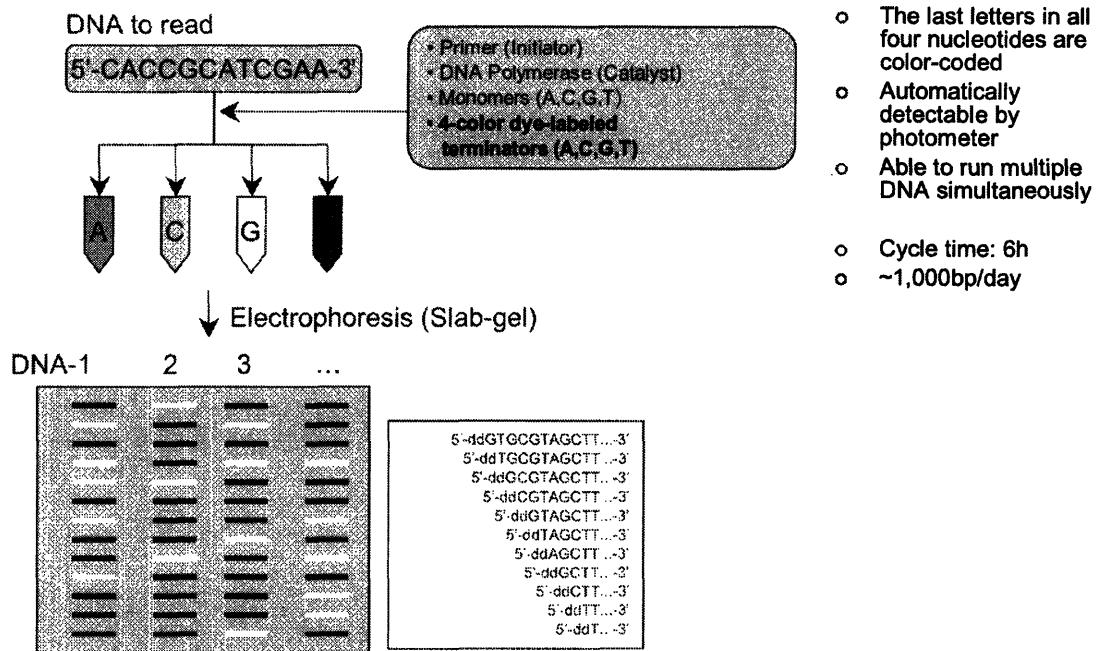 DNA to read
5'-CACCGCATCGAA-3'
• Primer (Initiator)
• DNA Polymerase (Catalyst)
• Monomers (A,C,G,T)
• 4-color dye-labeled
terminators (A,C,G,T)
A C G
Electrophoresis (Slab-gel)
DNA-1 2 3 ...
5'-ddGTGCGTAGCTT...-3'
5'-ddTGCGTAGCTT...-3'
5'-ddGCGTAGCTT...-3'
5'-ddCGTAGCTT...-3'
5'-ddGTAGCTT...-3'
5'-ddTAGCTT...-3'
5'-ddAGCTT...-3'
5'-ddGCTT...-3'
5'-ddCTT...-3'
5'-ddTT...-3'
5'-ddT...-3'
o The last letters in all
four nucleotides are
color-coded
o Automatically
detectable by
photometer
o Able to run multiple
DNA simultaneously
o Cycle time: 6h
o ~1,000bp/day